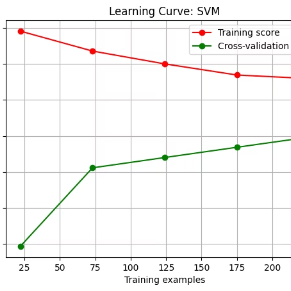 Learning Curve: SVM
Training score
Cross-validation
25 50 75 100 125 150 175 200
Training examples